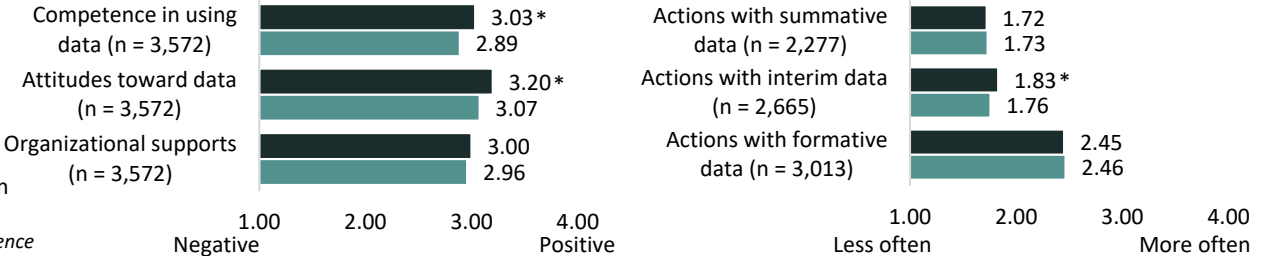 Competence in using
data (n = 3,572)
3.03*
2.89
Attitudes toward data
(n = 3,572)
3.20*
3.07
Organizational supports
(n = 3,572)
3.00
2.96
1.00 2.00 3.00 4.00
Negative Positive
Actions with summative
data (n = 2,277)
1.72
1.73
Actions with interim data
(n = 2,665)
1.83*
1.76
Actions with formative
data (n = 3,013)
2.45
2.46
1.00 2.00 3.00 4.00
Less often More often